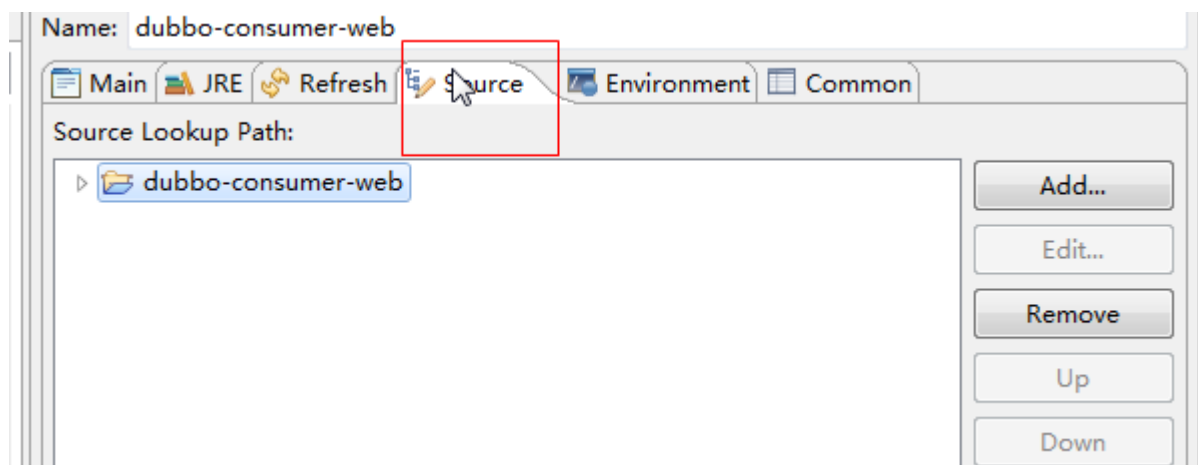 Name: dubbo-consumer-web
Main JRE Refresh Source Environment Common
Source Lookup Path:
dubbo-consumer-web
Add...
Edit...
Remove
Up
Down